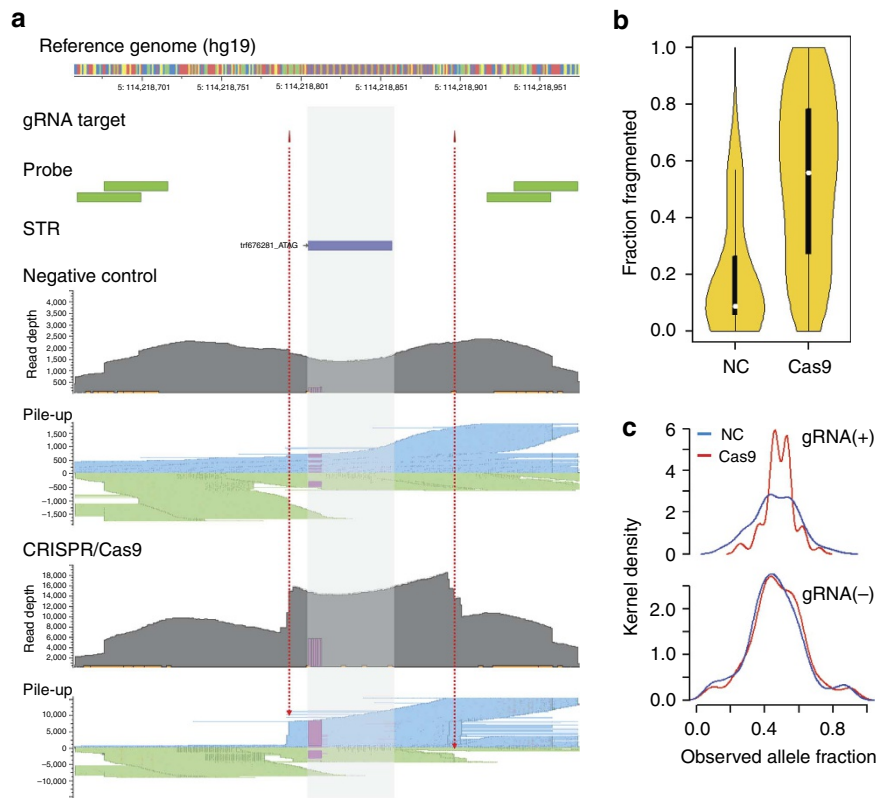 a
Reference genome (hg19)
5: 114,218,701 5: 114,218,751 5: 114,218,801 5: 114,218,851 5: 114,218,901 5: 114,218,951
gRNA target
Probe
STR
trf676281_ATAG
Negative control
Read depth
4,000
3,500
3,000
2,500
2,000
1,500
1,000
500
Pile-up
1,500
1,000
500
0
−500
−1,000
−1,500
CRISPR/Cas9
Read depth
18,000
16,000
14,000
12,000
10,000
8,000
6,000
4,000
2,000
Pile-up
10,000
5,000
0
−5,000
−10,000
b
Fraction fragmented
1.0
0.8
0.6
0.4
0.2
0.0
NC Cas9
c
Kernel density
NC
Cas9
gRNA(+)
6
4
2
0
gRNA(−)
2.0
1.0
0.0
0.0 0.4 0.8
Observed allele fraction